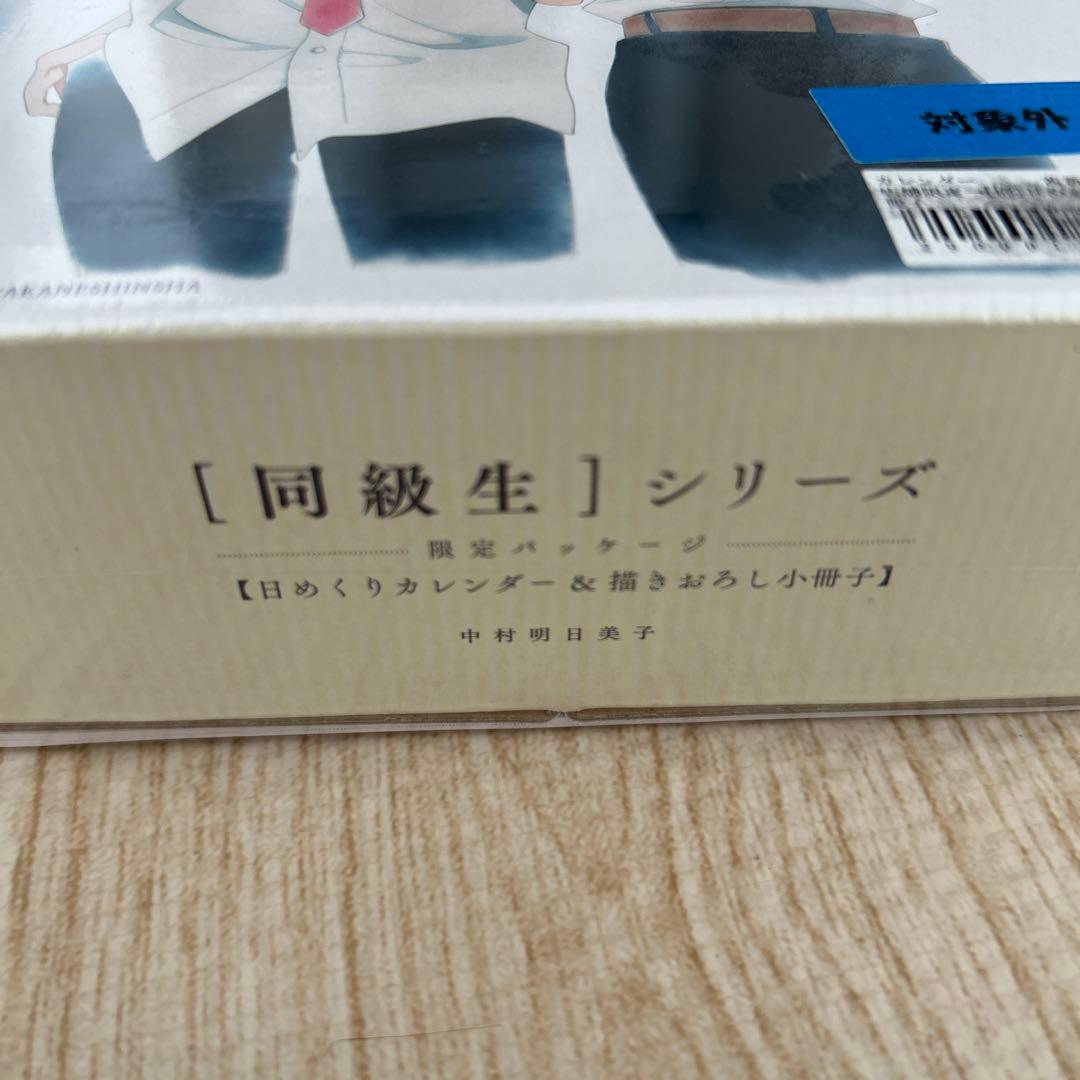 対象外
AKANESHINSHA
[同級生]シリーズ
限定パッケージ
【日めくりカレンダー&描きおろし小冊子】
中村明日美子